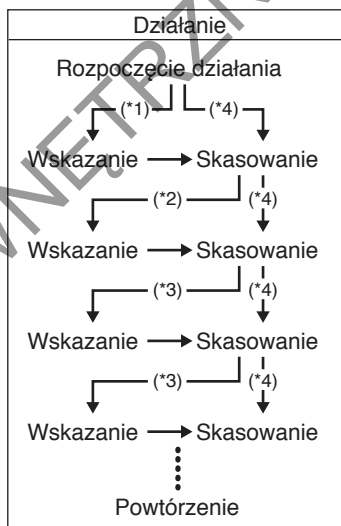 Działanie
Rozpoczęcie działania
(*1) (*4)
Wskazanie Skasowanie
(*2) (*4)
Wskazanie Skasowanie
(*3) (*4)
Wskazanie Skasowanie
(*3) (*4)
Wskazanie Skasowanie
Powtórzenie